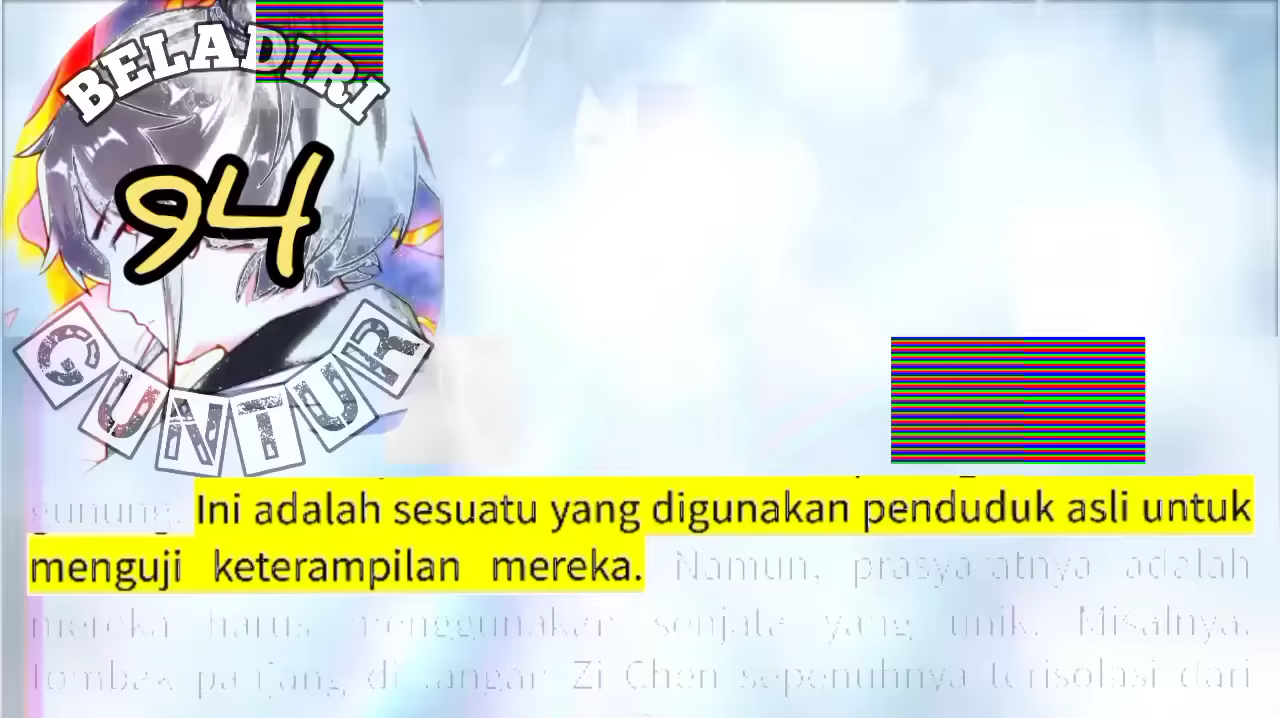 BELADIRI
94
GUNTUR
gunung. Ini adalah sesuatu yang digunakan penduduk asli untuk
menguji keterampilan mereka. Namun, prasyaratnya adalah
mereka harus menggunakan senjata yang unik. Misalnya,
tombak panjang di tangan Zi Chen sepenuhnya terisolasi dari